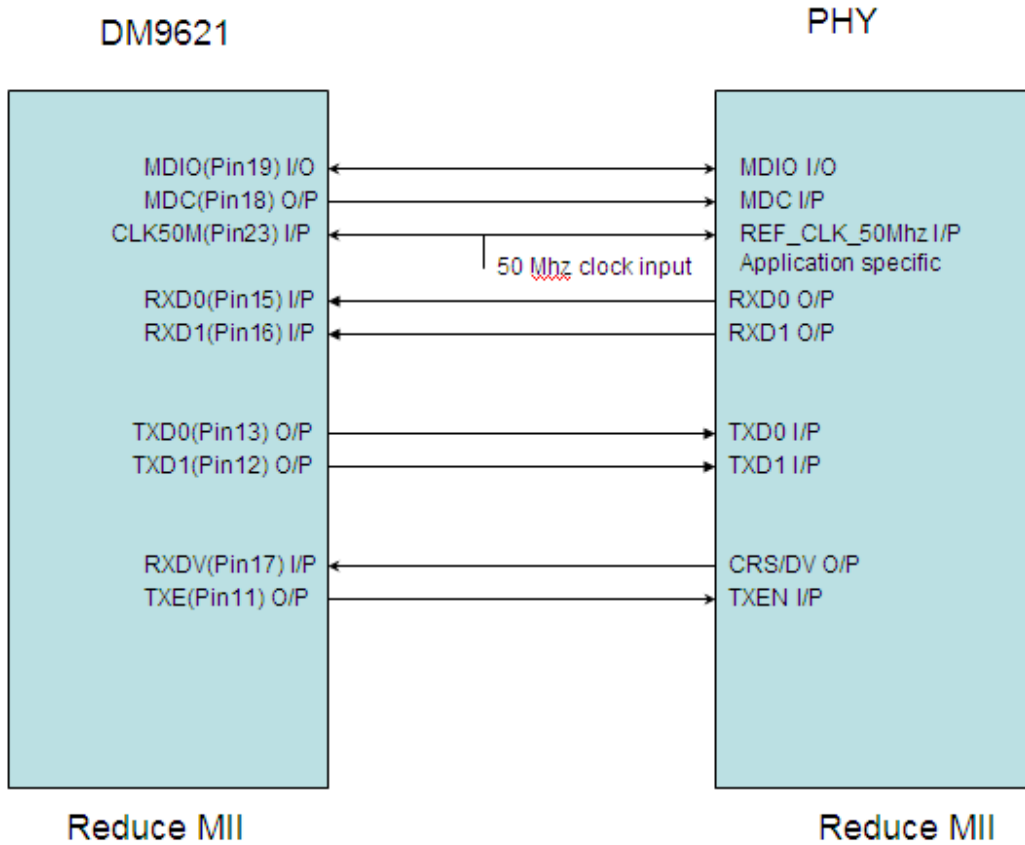 DM9621
PHY
MDIO(Pin19) I/O
MDIO I/O
MDC(Pin18) O/P
MDC I/P
CLK50M(Pin23) I/P
REF_CLK_50Mhz I/P
50 Mhz clock input
Application specific
RXD0(Pin15) I/P
RXD0 O/P
RXD1(Pin16) I/P
RXD1 O/P
TXD0(Pin13) O/P
TXD0 I/P
TXD1(Pin12) O/P
TXD1 I/P
RXDV(Pin17) I/P
CRS/DV O/P
TXE(Pin11) O/P
TXEN I/P
Reduce MII
Reduce MII